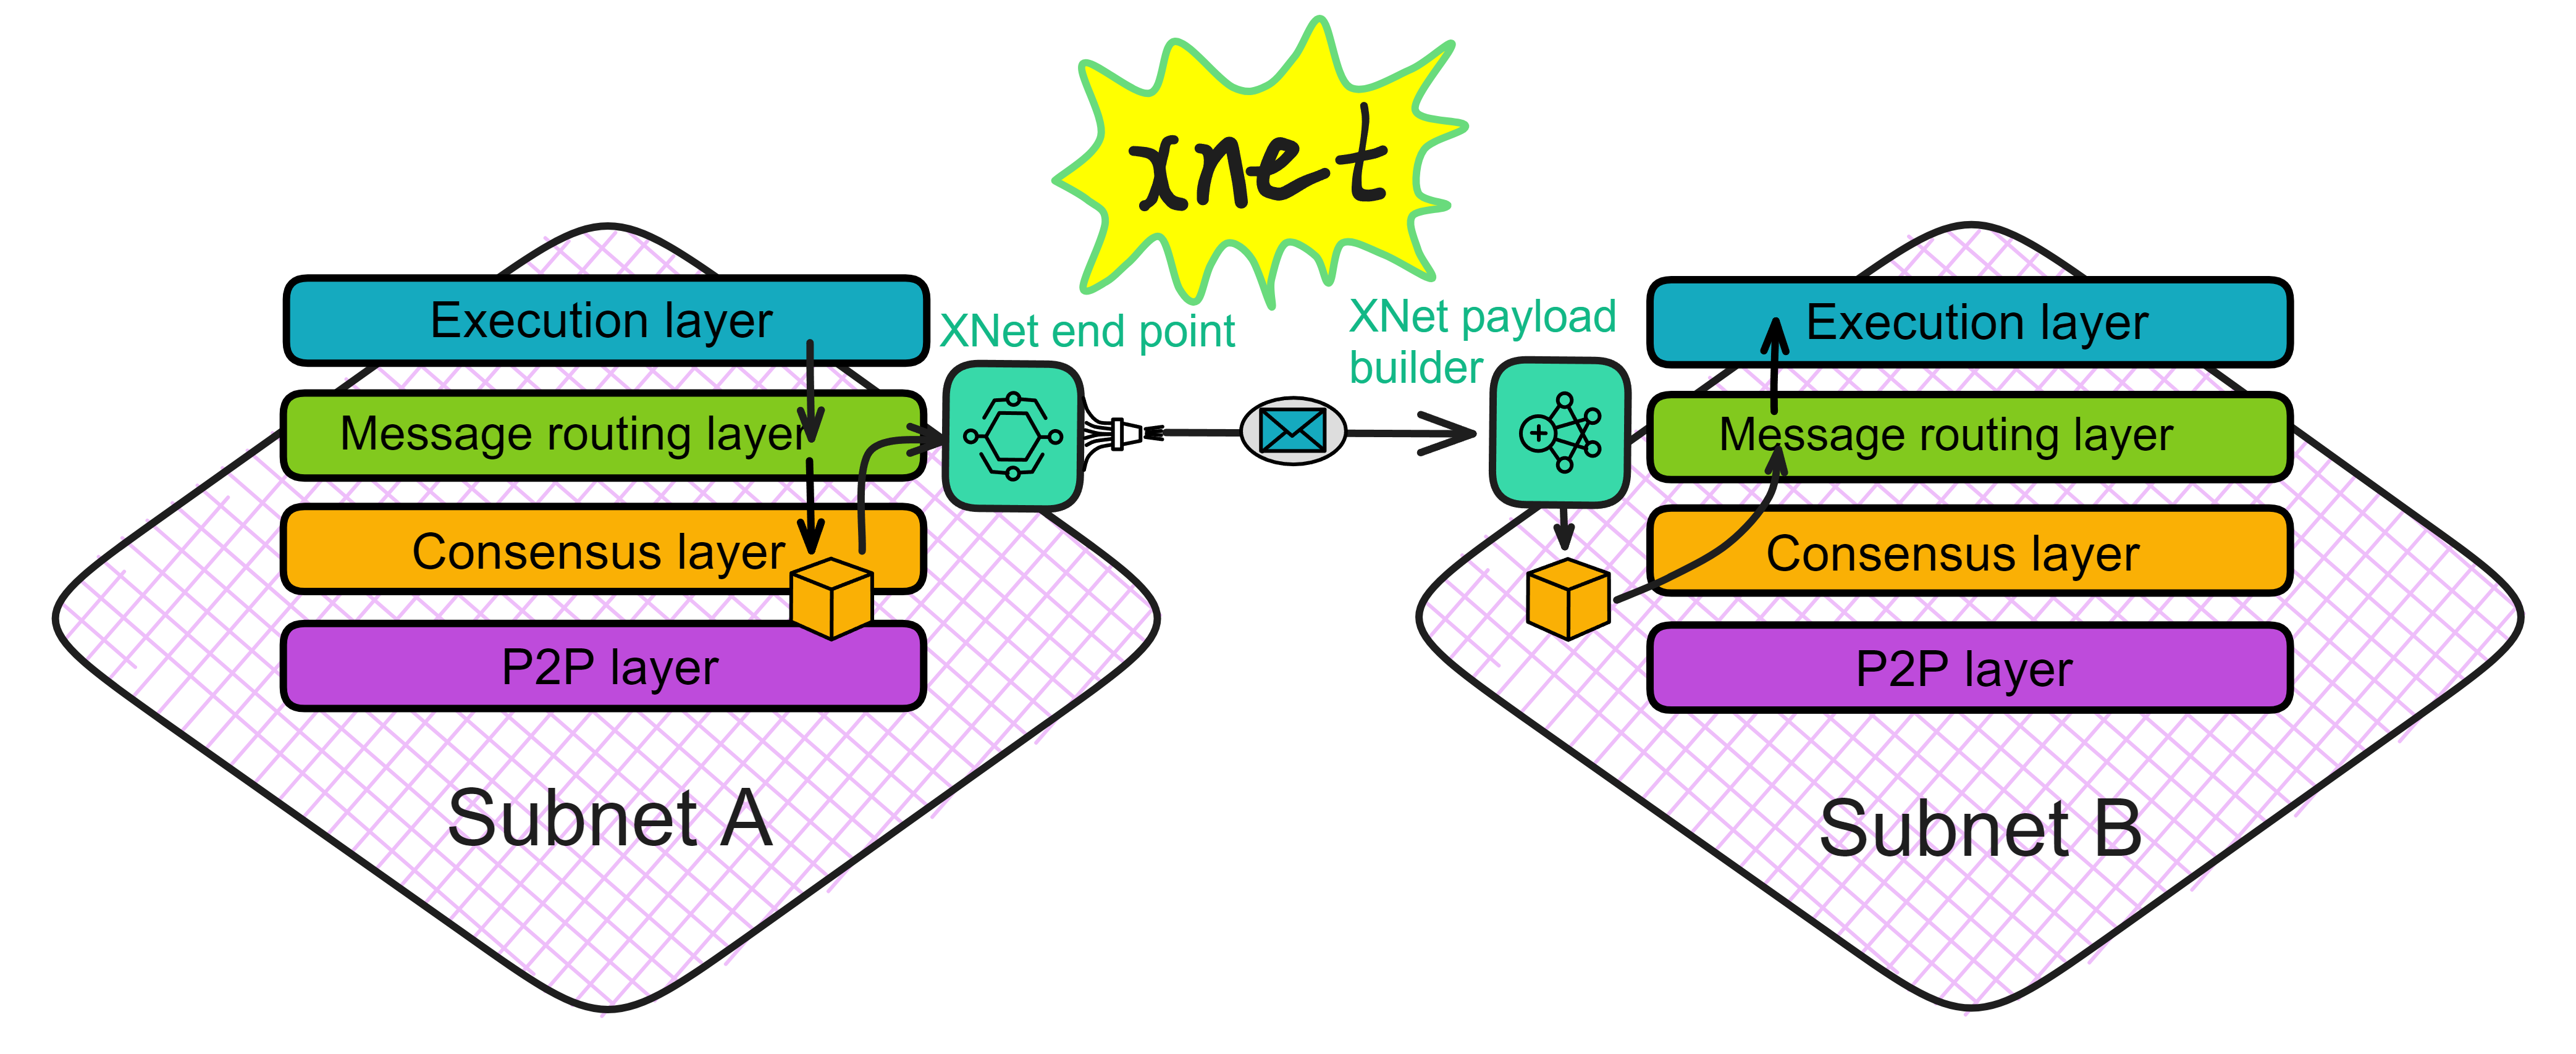 xnet
XNet end point
XNet payload
builder
Execution layer
Message routing layer
Consensus layer
P2P layer
Subnet A
Execution layer
Message routing layer
Consensus layer
P2P layer
Subnet B